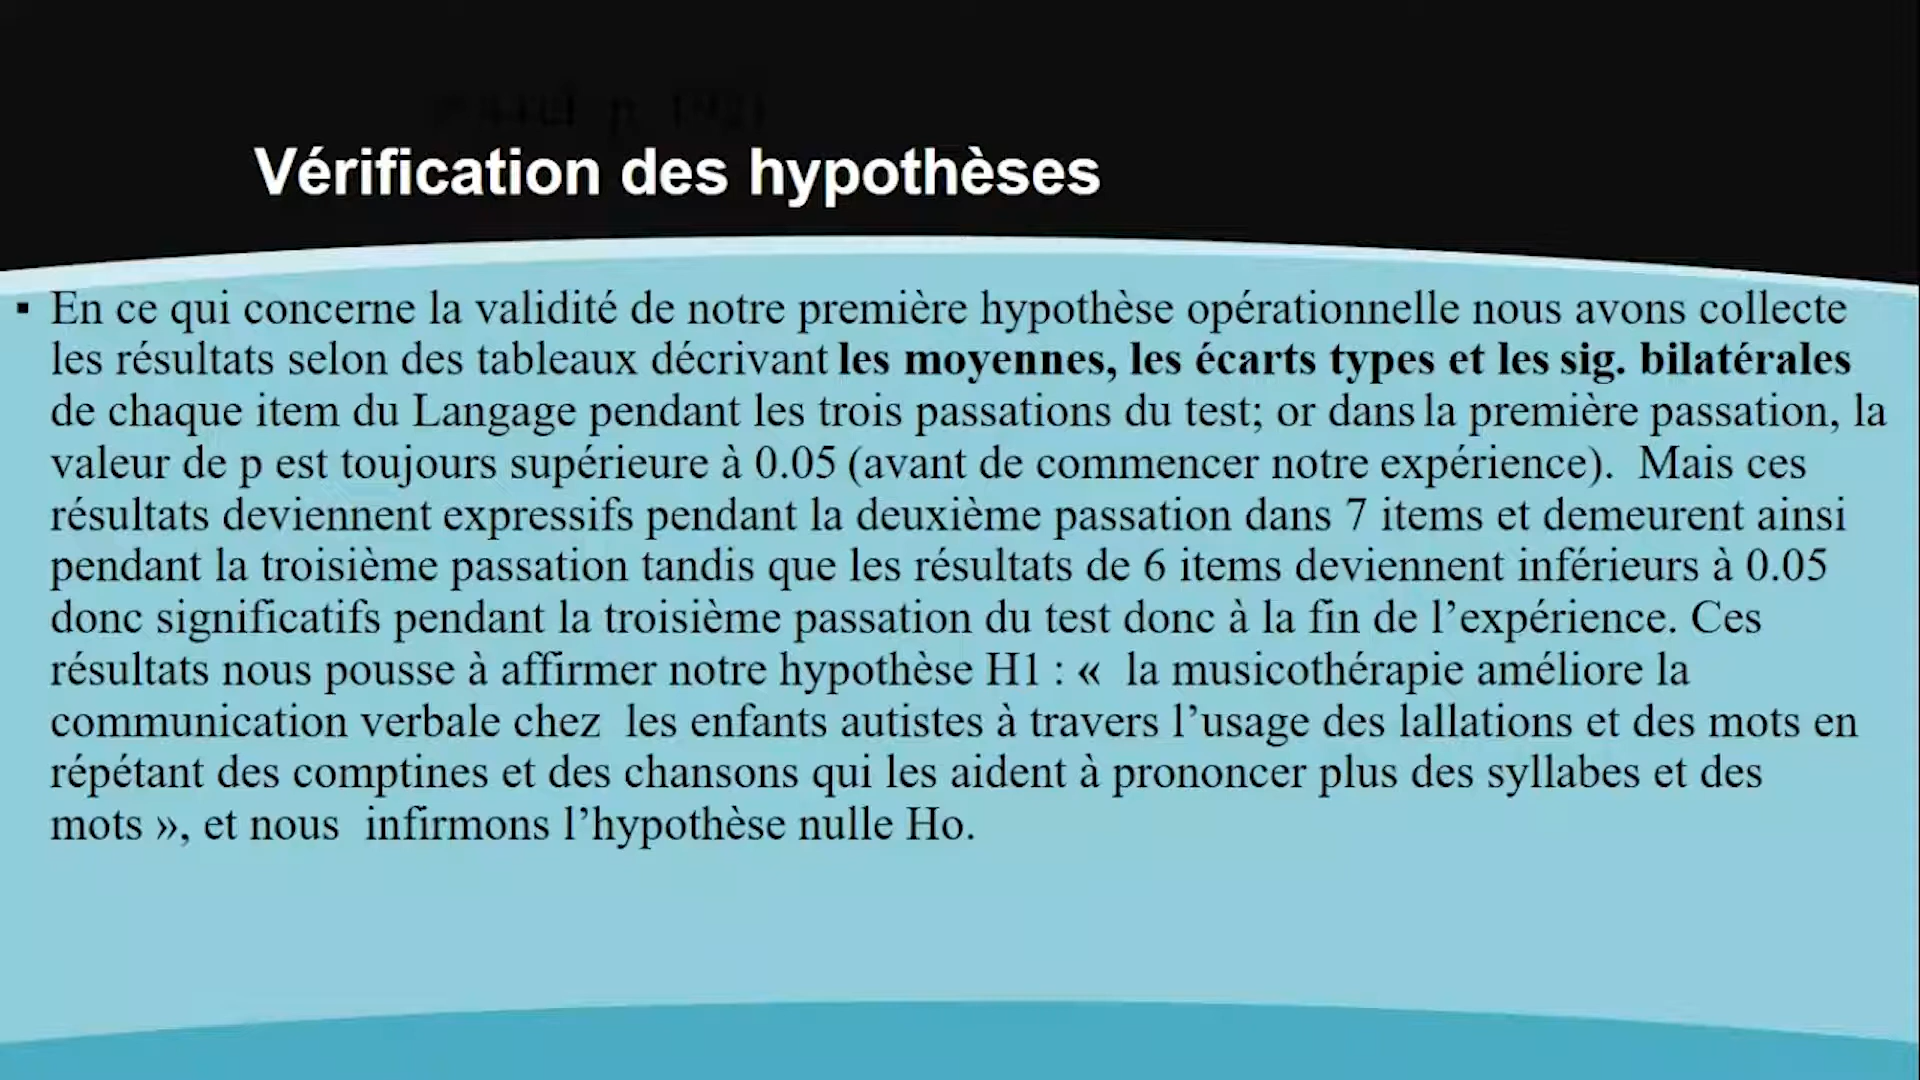 Vérification des hypothèses
▪ En ce qui concerne la validité de notre première hypothèse opérationnelle nous avons collecte
les résultats selon des tableaux décrivant les moyennes, les écarts types et les sig. bilatérales
de chaque item du Langage pendant les trois passations du test; or dans la première passation, la
valeur de p est toujours supérieure à 0.05 (avant de commencer notre expérience). Mais ces
résultats deviennent expressifs pendant la deuxième passation dans 7 items et demeurent ainsi
pendant la troisième passation tandis que les résultats de 6 items deviennent inférieurs à 0.05
donc significatifs pendant la troisième passation du test donc à la fin de l’expérience. Ces
résultats nous pousse à affirmer notre hypothèse H1 : « la musicothérapie améliore la
communication verbale chez les enfants autistes à travers l’usage des lallations et des mots en
répétant des comptines et des chansons qui les aident à prononcer plus des syllabes et des
mots », et nous infirmons l’hypothèse nulle Ho.